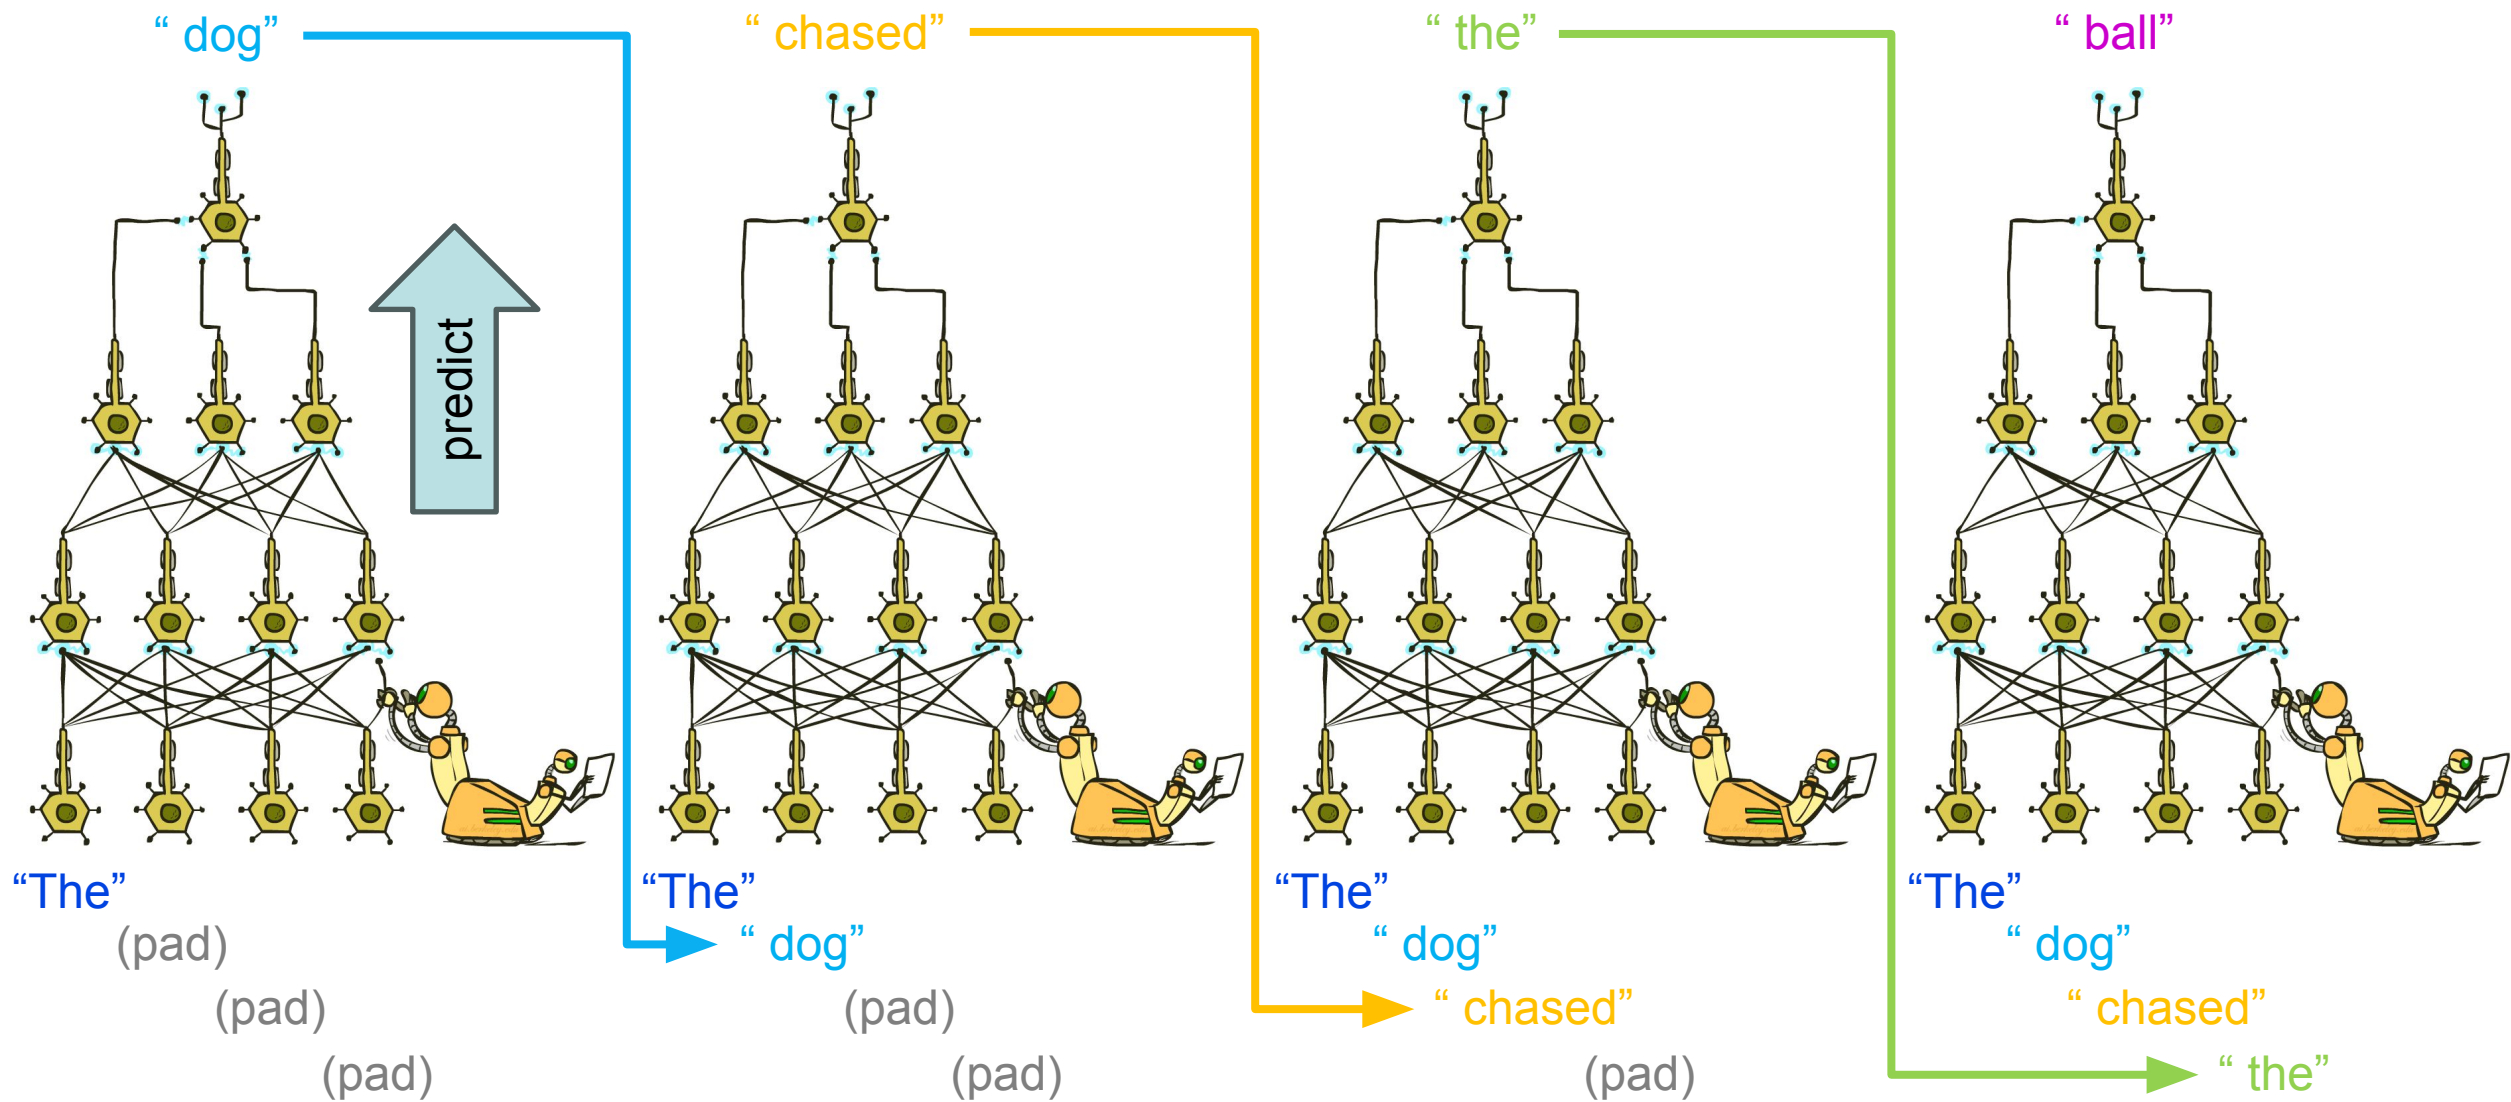 “ dog”
“ chased”
“ the”
“ ball”
predict
“The”
(pad)
(pad)
(pad)
“The”
“ dog”
(pad)
(pad)
“The”
“ dog”
“ chased”
(pad)
“The”
“ dog”
“ chased”
“ the”